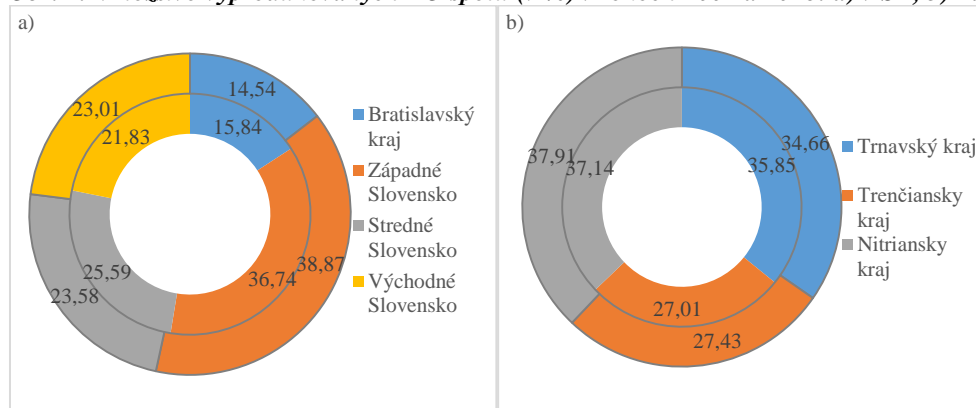 a)
14,54
15,84
38,87
36,74
25,59
23,58
23,01
21,83
Bratislavský
kraj
Západné
Slovensko
Stredné
Slovensko
Východné
Slovensko
b)
34,66
35,85
27,01
27,43
37,91
37,14
Trnavský kraj
Trenčiansky
kraj
Nitriansky
kraj